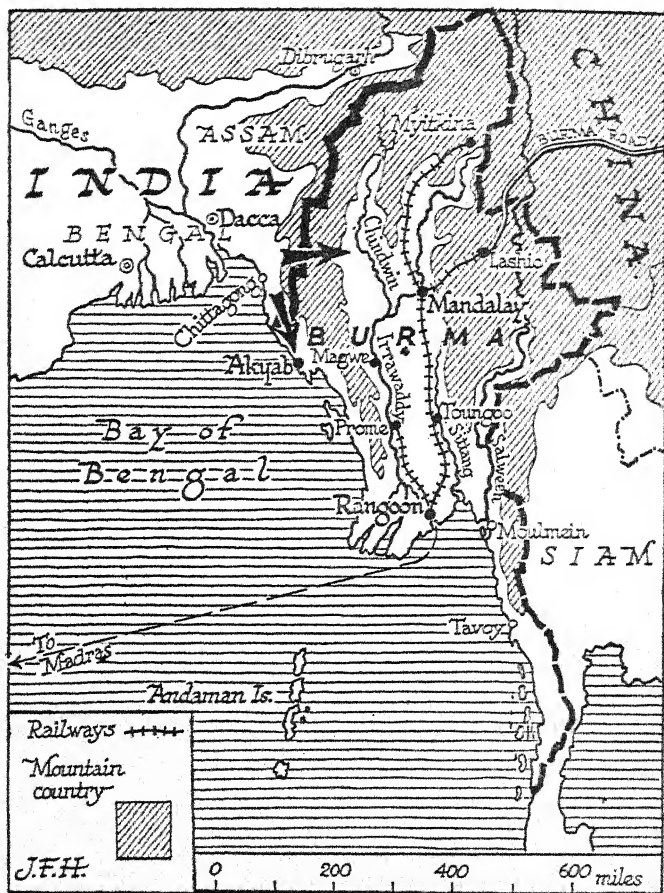 Dibrugarh
CHINA
Ganges
ASSAM
Myitkina
BURMA ROAD
INDIA
Dacca
BENGAL
Chindwin
Calcutta
Lashio
Chittagong
Mandalay
BURMA
Akyab
Magwe
Irrawaddy
Bay of
Bengal
Prome
Toungoo
Sittang
Salween
Rangoon
Moulmein
SIAM
To
Madras
Tavoy
Andaman Is.
Railways
Mountain
country
J.F.H.
0 200 400 600 miles